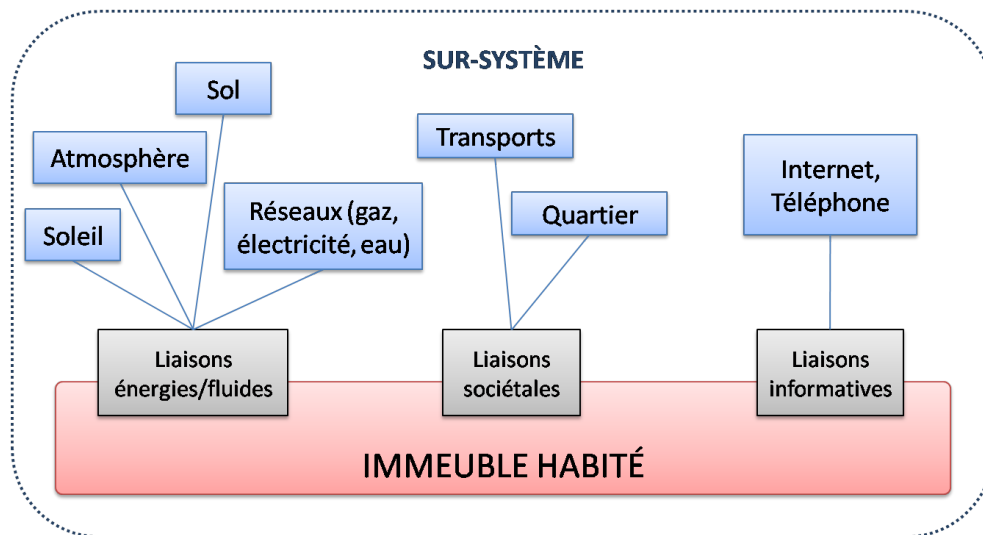 SUR-SYSTÈME
Sol
Atmosphère
Soleil
Réseaux (gaz,
électricité, eau)
Transports
Quartier
Internet,
Téléphone
Liaisons
énergies/fluides
Liaisons
sociétales
Liaisons
informatives
IMMEUBLE HABITÉ